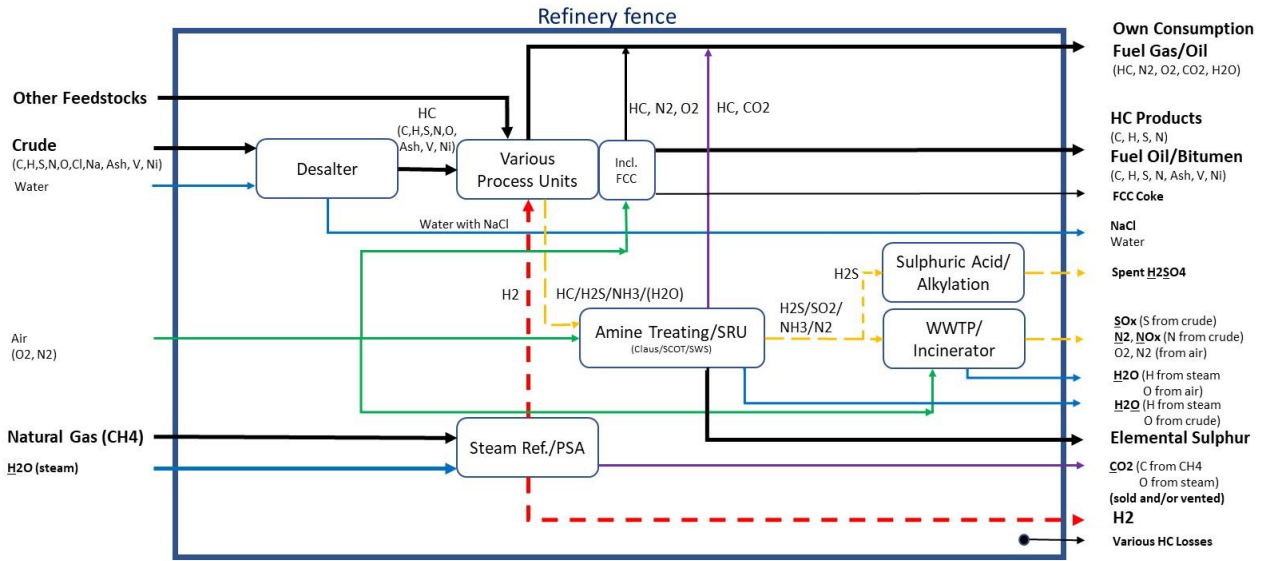 Refinery fence
Other Feedstocks
Crude
(C,H,S,N,O,Cl,Na, Ash, V, Ni)
Water
Air
(O2, N2)
Natural Gas (CH4)
H2O (steam)
Desalter
HC
(C,H,S,N,O,
Ash, V, Ni)
Various
Process Units
Incl.
FCC
HC, N2, O2
HC, CO2
Water with NaCl
H2
HC/H2S/NH3/(H2O)
Amine Treating/SRU
(Claus/SCOT/SWS)
H2S/SO2/
NH3/N2
H2S
Sulphuric Acid/
Alkylation
WWTP/
Incinerator
Steam Ref./PSA
Own Consumption
Fuel Gas/Oil
(HC, N2, O2, CO2, H2O)
HC Products
(C, H, S, N)
Fuel Oil/Bitumen
(C, H, S, N, Ash, V, Ni)
FCC Coke
NaCl
Water
Spent H2SO4
SOx (S from crude)
N2, NOx (N from crude)
O2, N2 (from air)
H2O (H from steam
O from air)
H2O (H from steam
O from crude)
Elemental Sulphur
CO2 (C from CH4
O from steam)
(sold and/or vented)
H2
Various HC Losses